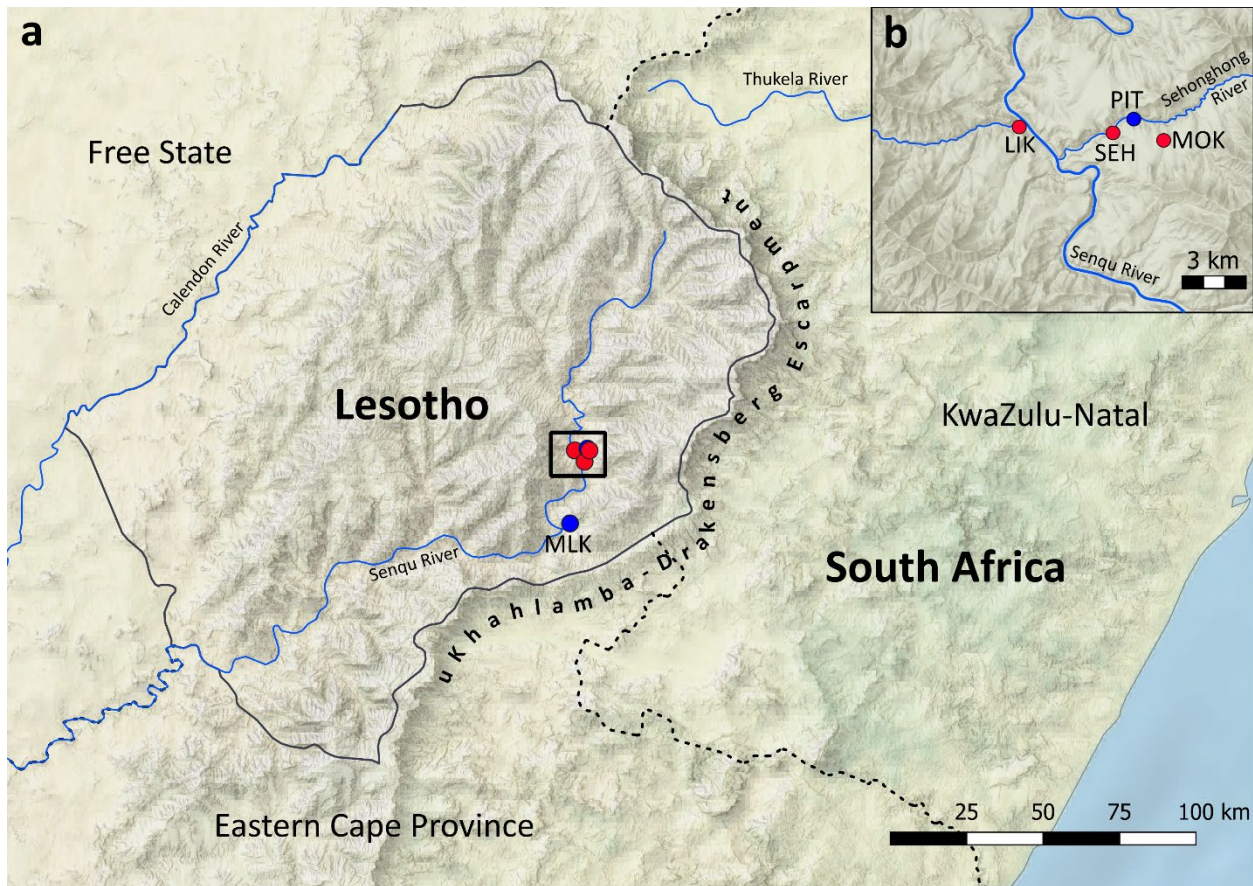 a
Thukela River
Free State
Calendon River
Lesotho
uKhahlamba-Drakensberg Escarpment
KwaZulu-Natal
MLK
Senqu River
South Africa
Eastern Cape Province
25 50 75 100 km
b
Sehonghong
River
PIT
LIK
SEH
MOK
Senqu River
3 km